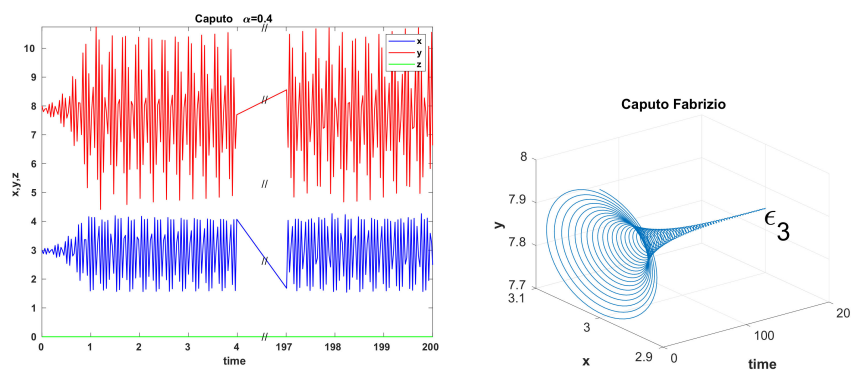 Caputo α=0.4
x
y
z
10
9
8
7
6
5
4
3
2
1
0
x,y,z
0 1 2 3 4 197 198 199 200
time
//
//
//
//
//
Caputo Fabrizio
8
7.9
7.8
7.7
y
3.1
3
2.9
x
0
100
20
time
ϵ3